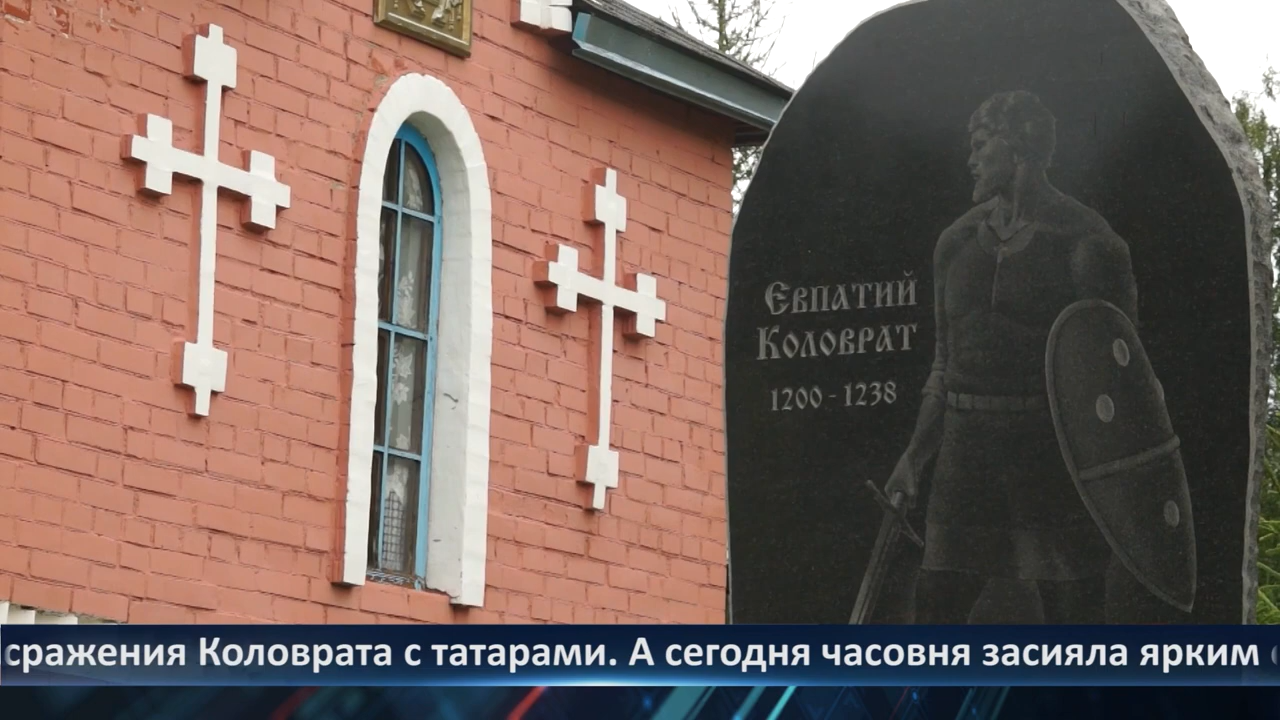 Евпатий
Коловрат
1200 - 1238
сражения Коловрата с татарами. А сегодня часовня засияла ярким